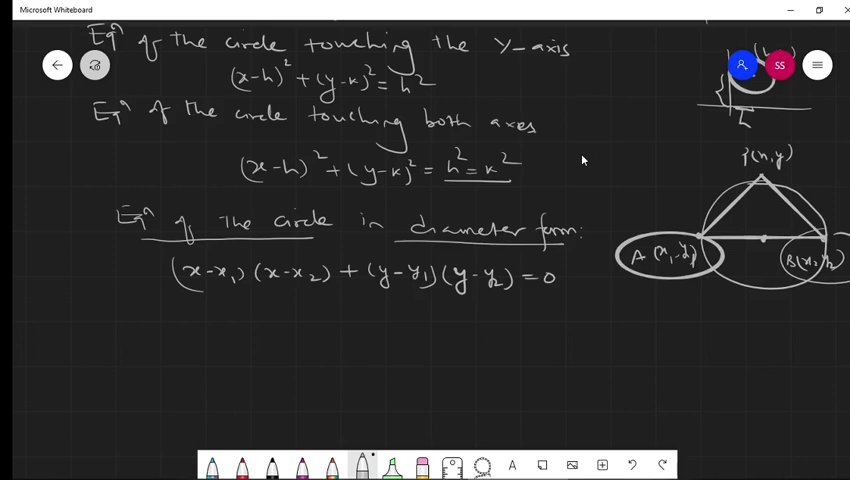 Microsoft Whiteboard
Eqⁿ of the circle touching the Y-axis
(x-h)² + (y-k)² = h²
Eqⁿ of the circle touching both axes
(x-h)² + (y-k)² = h² = k²
Eqⁿ of the circle in diameter form:
(x-x₁)(x-x₂) + (y-y₁)(y-y₂) = 0
SS
h
P(x,y)
A(x₁,y₁)
B(x₂,y₂)
A